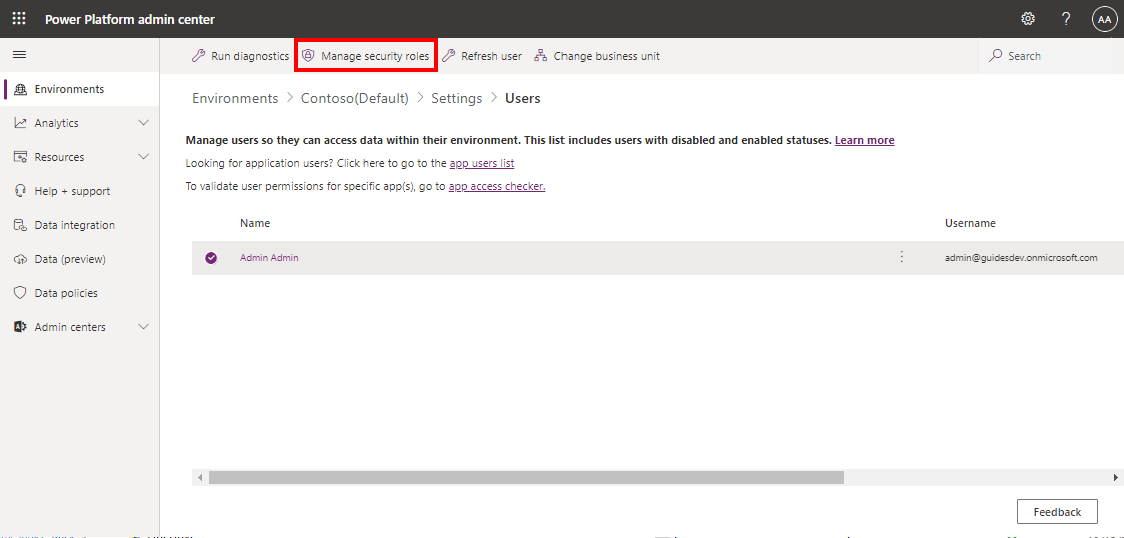 Power Platform admin center
? AA
Run diagnostics Manage security roles Refresh user Change business unit Search
Environments
Analytics
Resources
Help + support
Data integration
Data (preview)
Data policies
Admin centers
Environments > Contoso(Default) > Settings > Users
Manage users so they can access data within their environment. This list includes users with disabled and enabled statuses. Learn more
Looking for application users? Click here to go to the app users list
To validate user permissions for specific app(s), go to app access checker.
Name Username
Admin Admin admin@guidesdev.onmicrosoft.com
Feedback